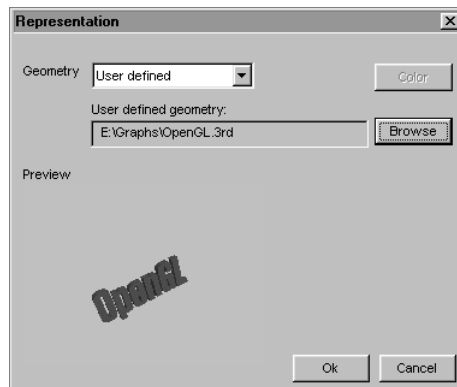 Representation
Geometry
User defined
Color
User defined geometry:
E:\Graphs\OpenGL.3rd
Browse
Preview
OpenGL
Ok
Cancel